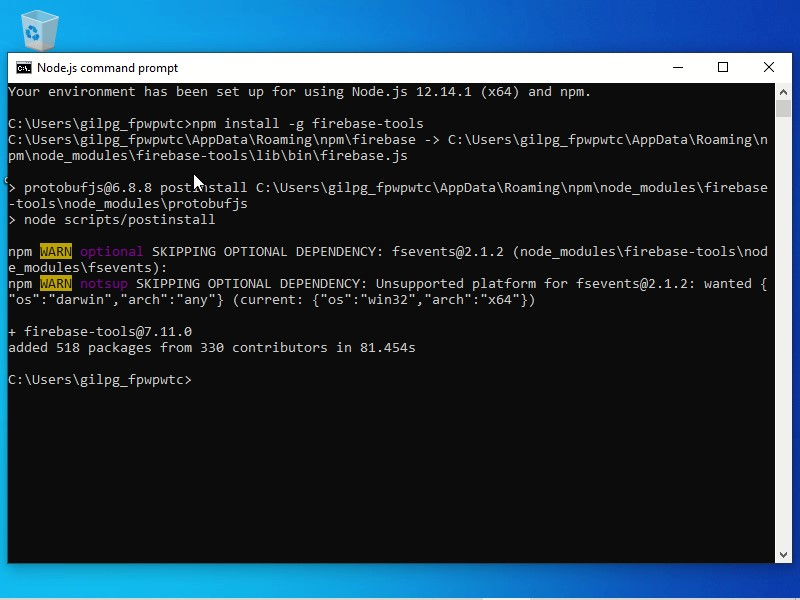 Node.js command prompt
Your environment has been set up for using Node.js 12.14.1 (x64) and npm.
C:\Users\gilpg_fpwpwtc>npm install -g firebase-tools
C:\Users\gilpg_fpwpwtc\AppData\Roaming\npm\firebase -> C:\Users\gilpg_fpwpwtc\AppData\Roaming\n
pm\node_modules\firebase-tools\lib\bin\firebase.js
> protobufjs@6.8.8 postinstall C:\Users\gilpg_fpwpwtc\AppData\Roaming\npm\node_modules\firebase
-tools\node_modules\protobufjs
> node scripts/postinstall
npm WARN optional SKIPPING OPTIONAL DEPENDENCY: fsevents@2.1.2 (node_modules\firebase-tools\nod
e_modules\fsevents):
npm WARN notsup SKIPPING OPTIONAL DEPENDENCY: Unsupported platform for fsevents@2.1.2: wanted {
"os":"darwin","arch":"any"} (current: {"os":"win32","arch":"x64"})
+ firebase-tools@7.11.0
added 518 packages from 330 contributors in 81.454s
C:\Users\gilpg_fpwpwtc>